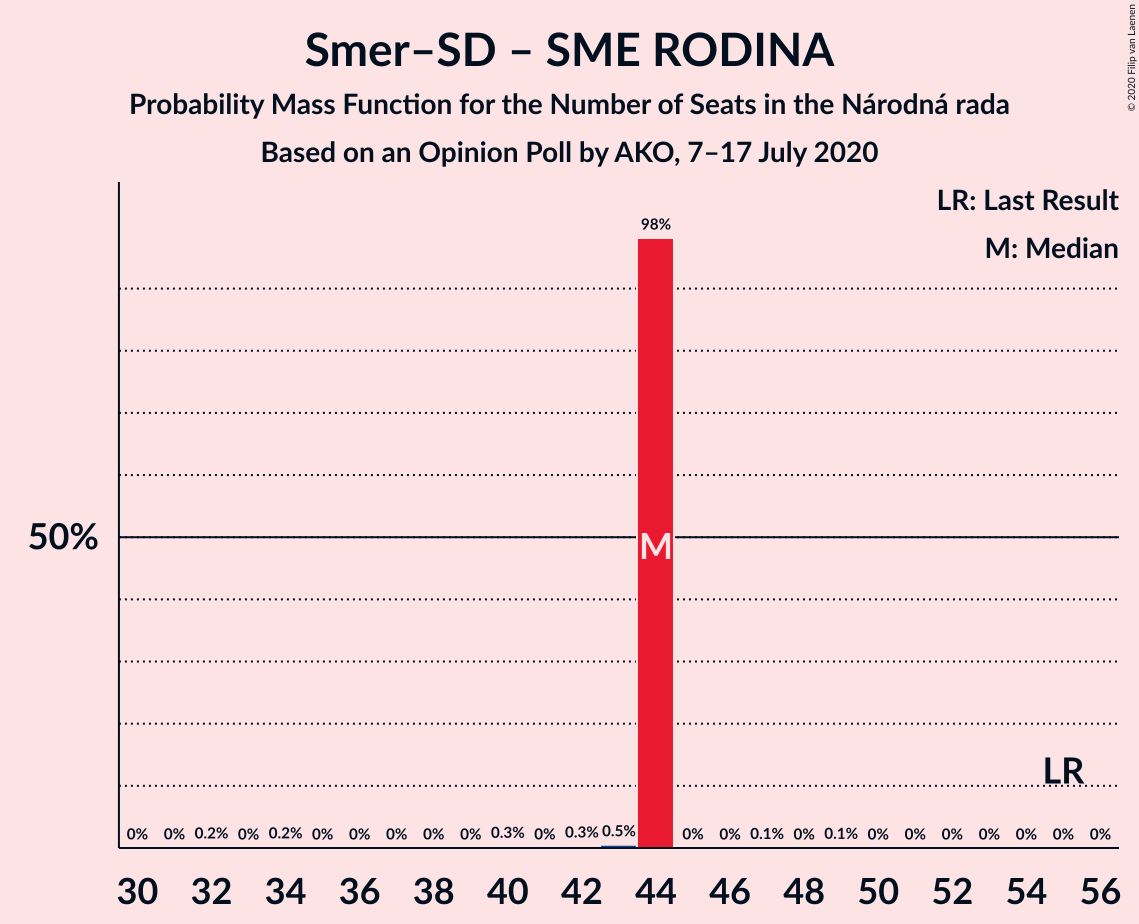 Smer–SD – SME RODINA
Probability Mass Function for the Number of Seats in the Národná rada
Based on an Opinion Poll by AKO, 7–17 July 2020
© 2020 Filip van Laenen
LR: Last Result
M: Median
98%
50%
M
LR
0% 0% 0.2% 0% 0.2% 0% 0% 0% 0% 0% 0.3% 0% 0.3% 0.5% 0% 0% 0.1% 0% 0.1% 0% 0% 0% 0% 0% 0% 0%
30 32 34 36 38 40 42 44 46 48 50 52 54 56